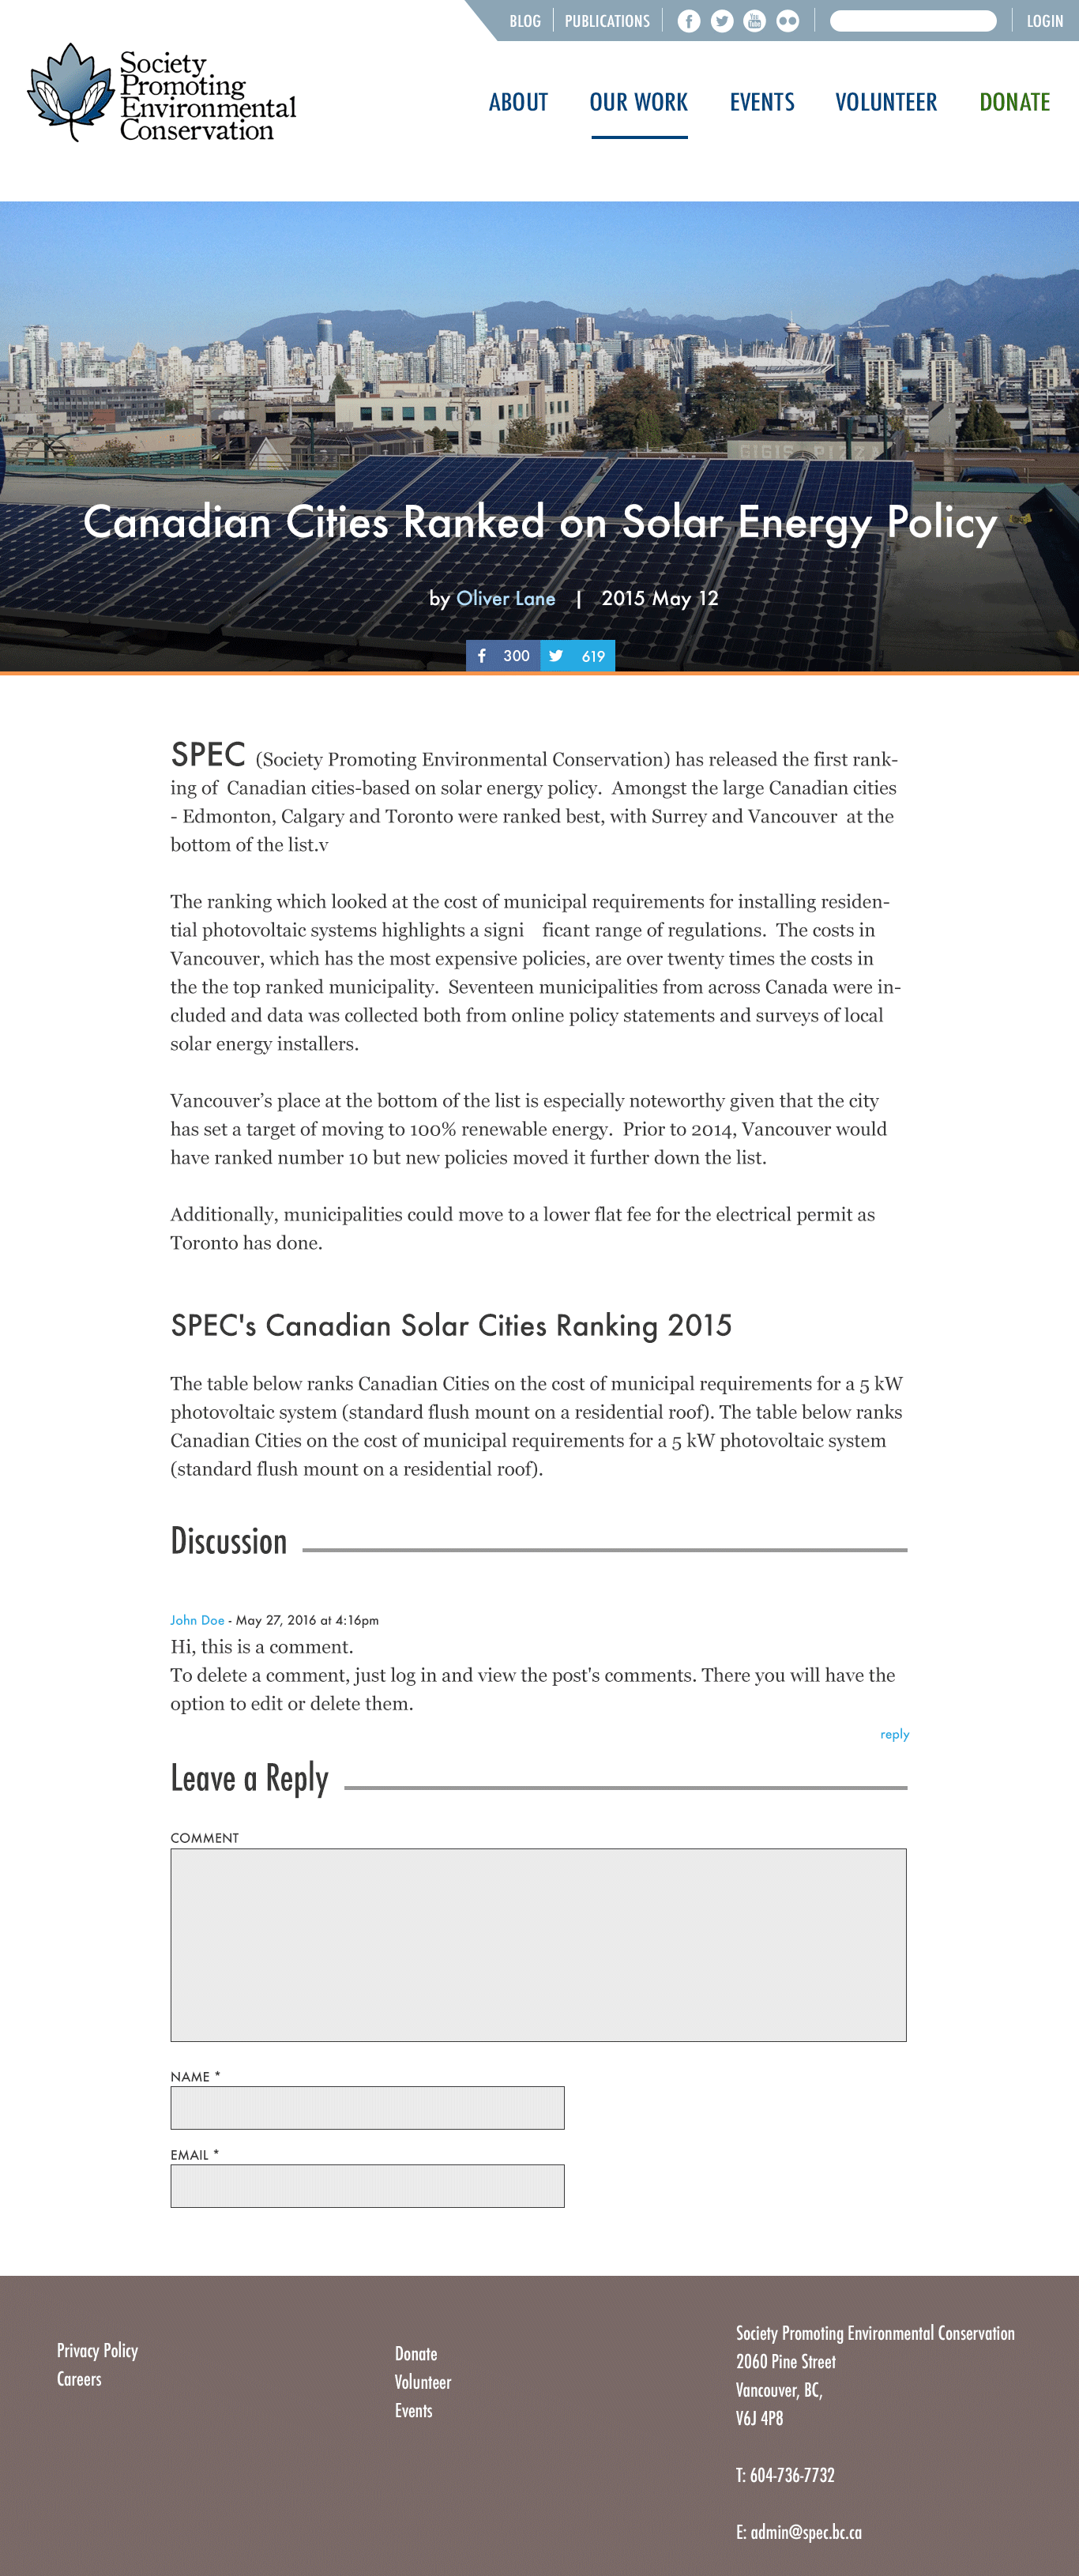 BLOG
PUBLICATIONS
You
Tube
LOGIN
Society
Promoting
Environmental
Conservation
ABOUT
OUR WORK
EVENTS
VOLUNTEER
DONATE
GIGIS PIZZ
Canadian Cities Ranked on Solar Energy Policy
by Oliver Lane | 2015 May 12
300
619
SPEC (Society Promoting Environmental Conservation) has released the first rank-
ing of Canadian cities-based on solar energy policy. Amongst the large Canadian cities
- Edmonton, Calgary and Toronto were ranked best, with Surrey and Vancouver at the
bottom of the list.v
The ranking which looked at the cost of municipal requirements for installing residen-
tial photovoltaic systems highlights a signi ficant range of regulations. The costs in
Vancouver, which has the most expensive policies, are over twenty times the costs in
the the top ranked municipality. Seventeen municipalities from across Canada were in-
cluded and data was collected both from online policy statements and surveys of local
solar energy installers.
Vancouver’s place at the bottom of the list is especially noteworthy given that the city
has set a target of moving to 100% renewable energy. Prior to 2014, Vancouver would
have ranked number 10 but new policies moved it further down the list.
Additionally, municipalities could move to a lower flat fee for the electrical permit as
Toronto has done.
SPEC's Canadian Solar Cities Ranking 2015
The table below ranks Canadian Cities on the cost of municipal requirements for a 5 kW
photovoltaic system (standard flush mount on a residential roof). The table below ranks
Canadian Cities on the cost of municipal requirements for a 5 kW photovoltaic system
(standard flush mount on a residential roof).
Discussion
John Doe - May 27, 2016 at 4:16pm
Hi, this is a comment.
To delete a comment, just log in and view the post's comments. There you will have the
option to edit or delete them.
reply
Leave a Reply
COMMENT
NAME *
EMAIL *
Privacy Policy
Careers
Donate
Volunteer
Events
Society Promoting Environmental Conservation
2060 Pine Street
Vancouver, BC,
V6J 4P8
T: 604-736-7732
E: admin@spec.bc.ca